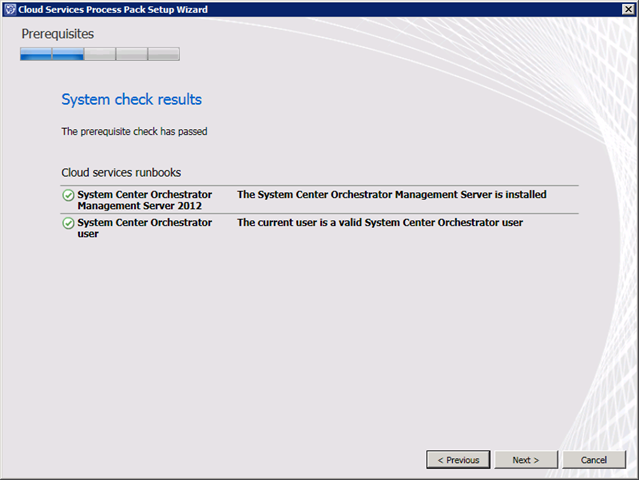 Cloud Services Process Pack Setup Wizard
Prerequisites
System check results
The prerequisite check has passed
Cloud services runbooks
System Center Orchestrator The System Center Orchestrator Management Server is installed
Management Server 2012
System Center Orchestrator The current user is a valid System Center Orchestrator user
user
< Previous Next > Cancel